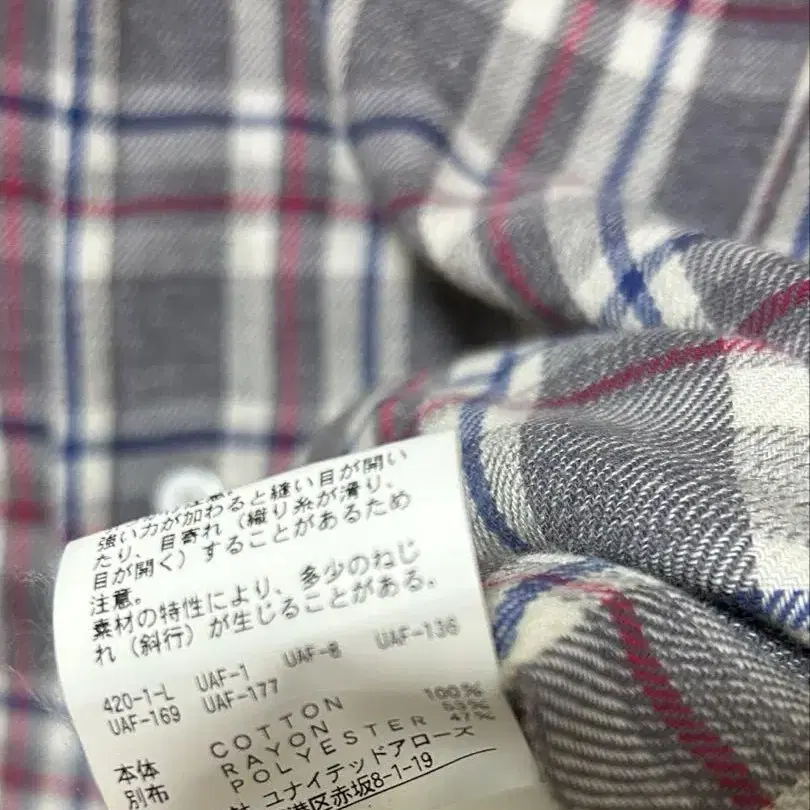 強い力が加わると縫い目が開い
たり、目寄れ（織り糸が滑り、
目が開く）することがあるため
注意。
素材の特性により、多少のねじ
れ（斜行）が生じることがある。
420-1-L UAF-1 UAF-8 UAF-136
UAF-169 UAF-177
本体 COTTON 100%
別布 RAYON 53%
POLYESTER 47%
ユナイテッドアローズ
港区赤坂8-1-19